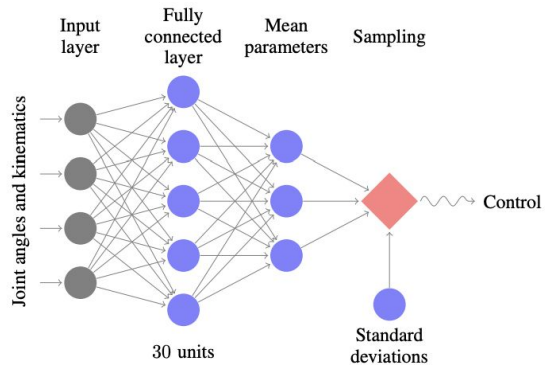 Input
layer
Fully
connected
layer
Mean
parameters
Sampling
Joint angles and kinematics
Control
30 units
Standard
deviations